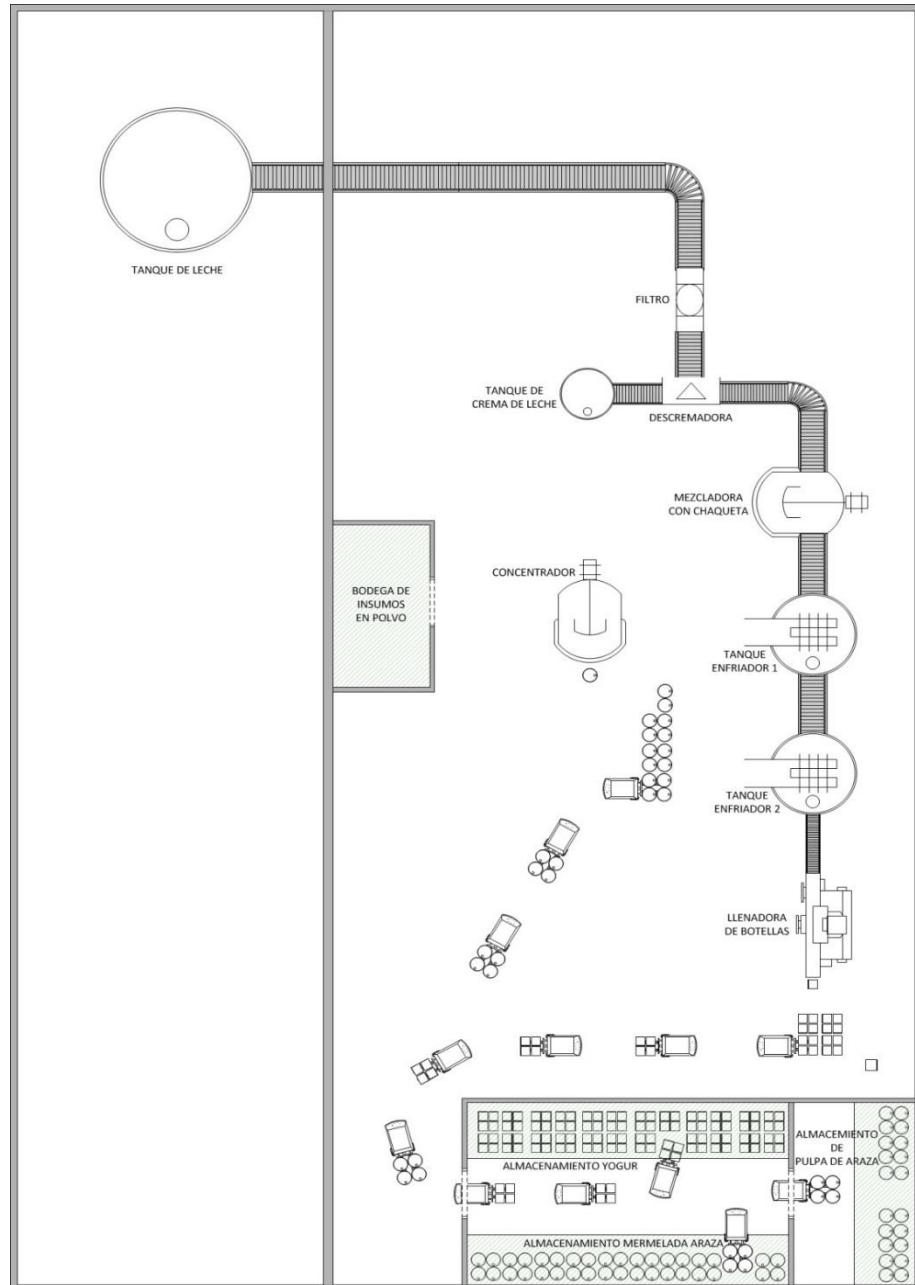 TANQUE DE LECHE
FILTRO
TANQUE DE
CREMA DE LECHE
DESCREMADORA
MEZCLADORA
CON CHAQUETA
CONCENTRADOR
BODEGA DE
INSUMOS
EN POLVO
TANQUE
ENFRIADOR 1
TANQUE
ENFRIADOR 2
LLENADORA
DE BOTELLAS
ALMACEMIENTO
DE
PULPA DE ARAZA
ALMACENAMIENTO YOGUR
ALMACENAMIENTO MERMELADA ARAZA